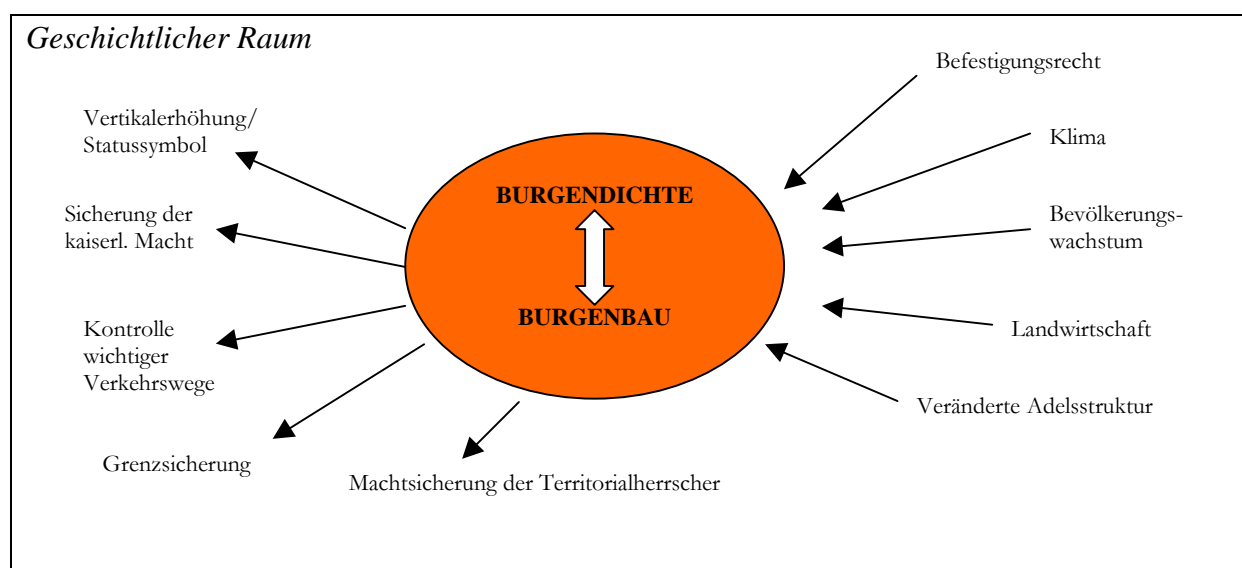 Geschichtlicher Raum
Befestigungsrecht
Vertikalerhöhung/
Statussymbol
Klima
BURGENDICHTE
Sicherung der
kaiserl. Macht
Bevölkerungs-
wachstum
BURGENBAU
Kontrolle
wichtiger
Verkehrswege
Landwirtschaft
Veränderte Adelsstruktur
Grenzsicherung
Machtsicherung der Territorialherrscher